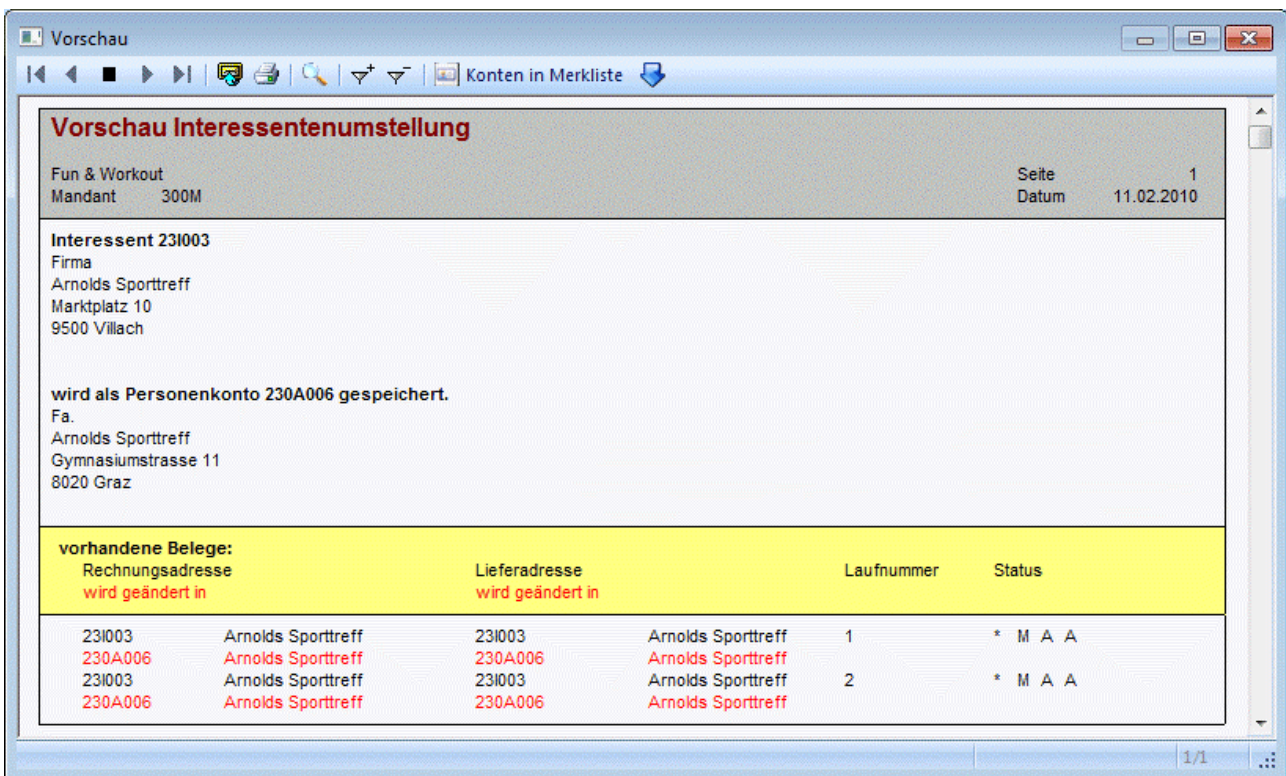 Vorschau
Konten in Merkliste
Vorschau Interessentenumstellung
Fun & Workout Seite 1
Mandant 300M Datum 11.02.2010
Interessent 23I003
Firma
Arnolds Sporttreff
Marktplatz 10
9500 Villach
wird als Personenkonto 230A006 gespeichert.
Fa.
Arnolds Sporttreff
Gymnasiumstrasse 11
8020 Graz
vorhandene Belege:
Rechnungsadresse Lieferadresse Laufnummer Status
wird geändert in wird geändert in
23I003 Arnolds Sporttreff 23I003 Arnolds Sporttreff 1 * M A A
230A006 Arnolds Sporttreff 230A006 Arnolds Sporttreff
23I003 Arnolds Sporttreff 23I003 Arnolds Sporttreff 2 * M A A
230A006 Arnolds Sporttreff 230A006 Arnolds Sporttreff
1/1